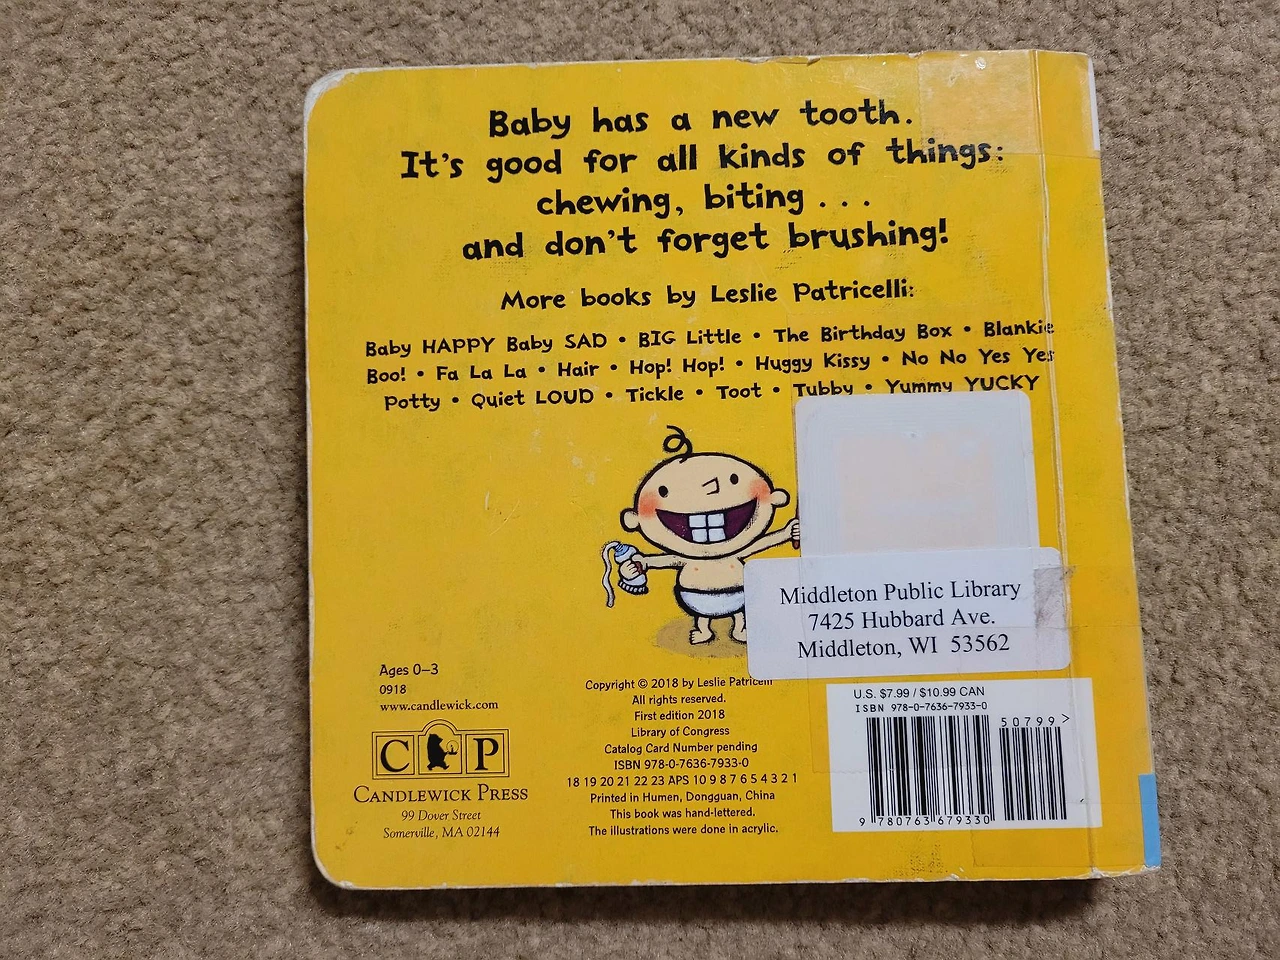 Baby has a new tooth.
It's good for all kinds of things:
chewing, biting . . .
and don't forget brushing!
More books by Leslie Patricelli:
Baby HAPPY Baby SAD • BIG Little • The Birthday Box • Blankie
Boo! • Fa La La • Hair • Hop! Hop! • Huggy Kissy • No No Yes Yes
Potty • Quiet LOUD • Tickle • Toot • Tubby • Yummy YUCKY
Middleton Public Library
7425 Hubbard Ave.
Middleton, WI 53562
Ages 0–3
0918
www.candlewick.com
C P
CANDLEWICK PRESS
99 Dover Street
Somerville, MA 02144
Copyright © 2018 by Leslie Patricelli
All rights reserved.
First edition 2018
Library of Congress
Catalog Card Number pending
ISBN 978-0-7636-7933-0
18 19 20 21 22 23 APS 10 9 8 7 6 5 4 3 2 1
Printed in Humen, Dongguan, China
This book was hand-lettered.
The illustrations were done in acrylic.
U.S. $7.99 / $10.99 CAN
ISBN 978-0-7636-7933-0
50799 >
9 780763 679330